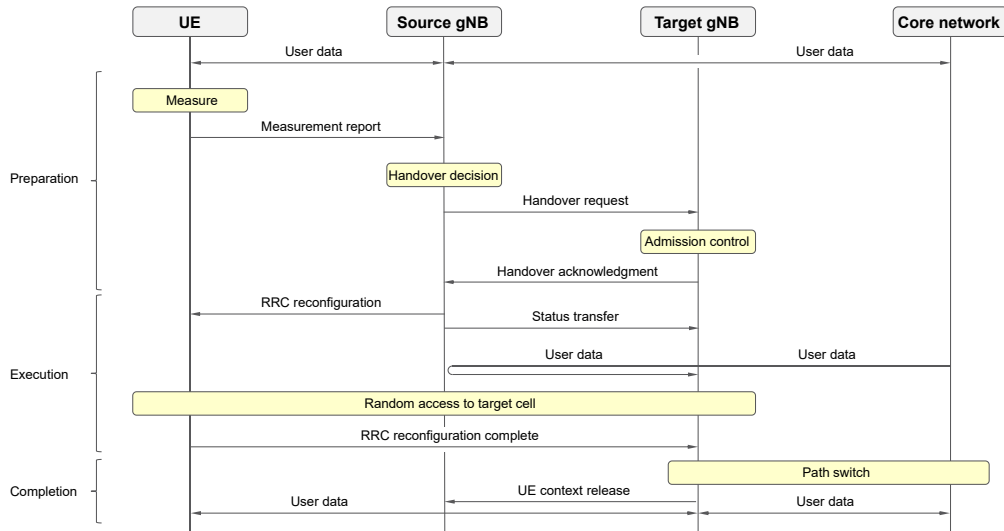 UE
Source gNB
Target gNB
Core network
User data
User data
Measure
Measurement report
Preparation
Handover decision
Handover request
Admission control
Handover acknowledgment
RRC reconfiguration
Status transfer
User data
User data
Execution
Random access to target cell
RRC reconfiguration complete
Path switch
Completion
UE context release
User data
User data